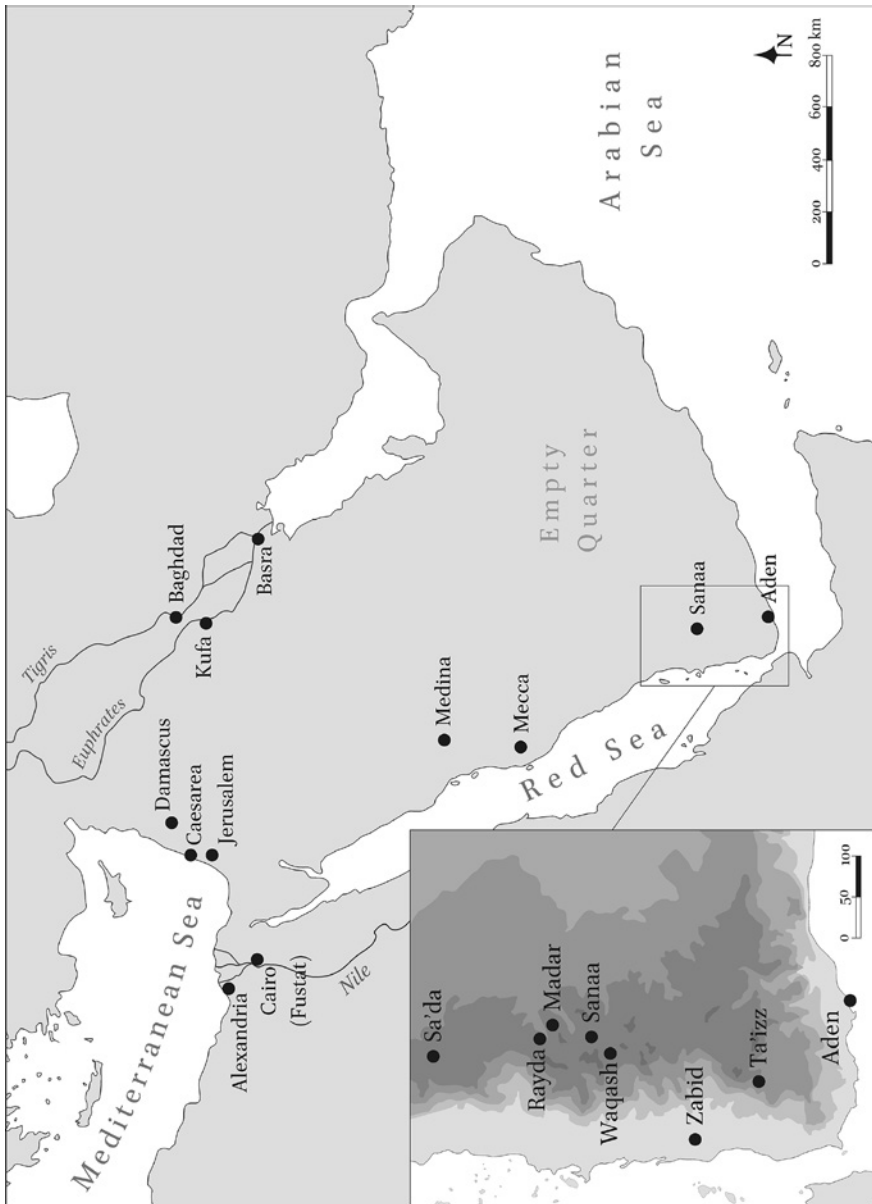 Mediterranean Sea
Tigris
Euphrates
Damascus
Caesarea
Jerusalem
Baghdad
Kufa
Basra
Alexandria
Cairo
(Fustat)
Nile
Medina
Mecca
Red Sea
Empty
Quarter
Sanaa
Aden
Arabian
Sea
N
0 200 400 600 800 km
Sa'da
Rayda
Madar
Sanaa
Waqash
Zabid
Ta'izz
Aden
0 50 100